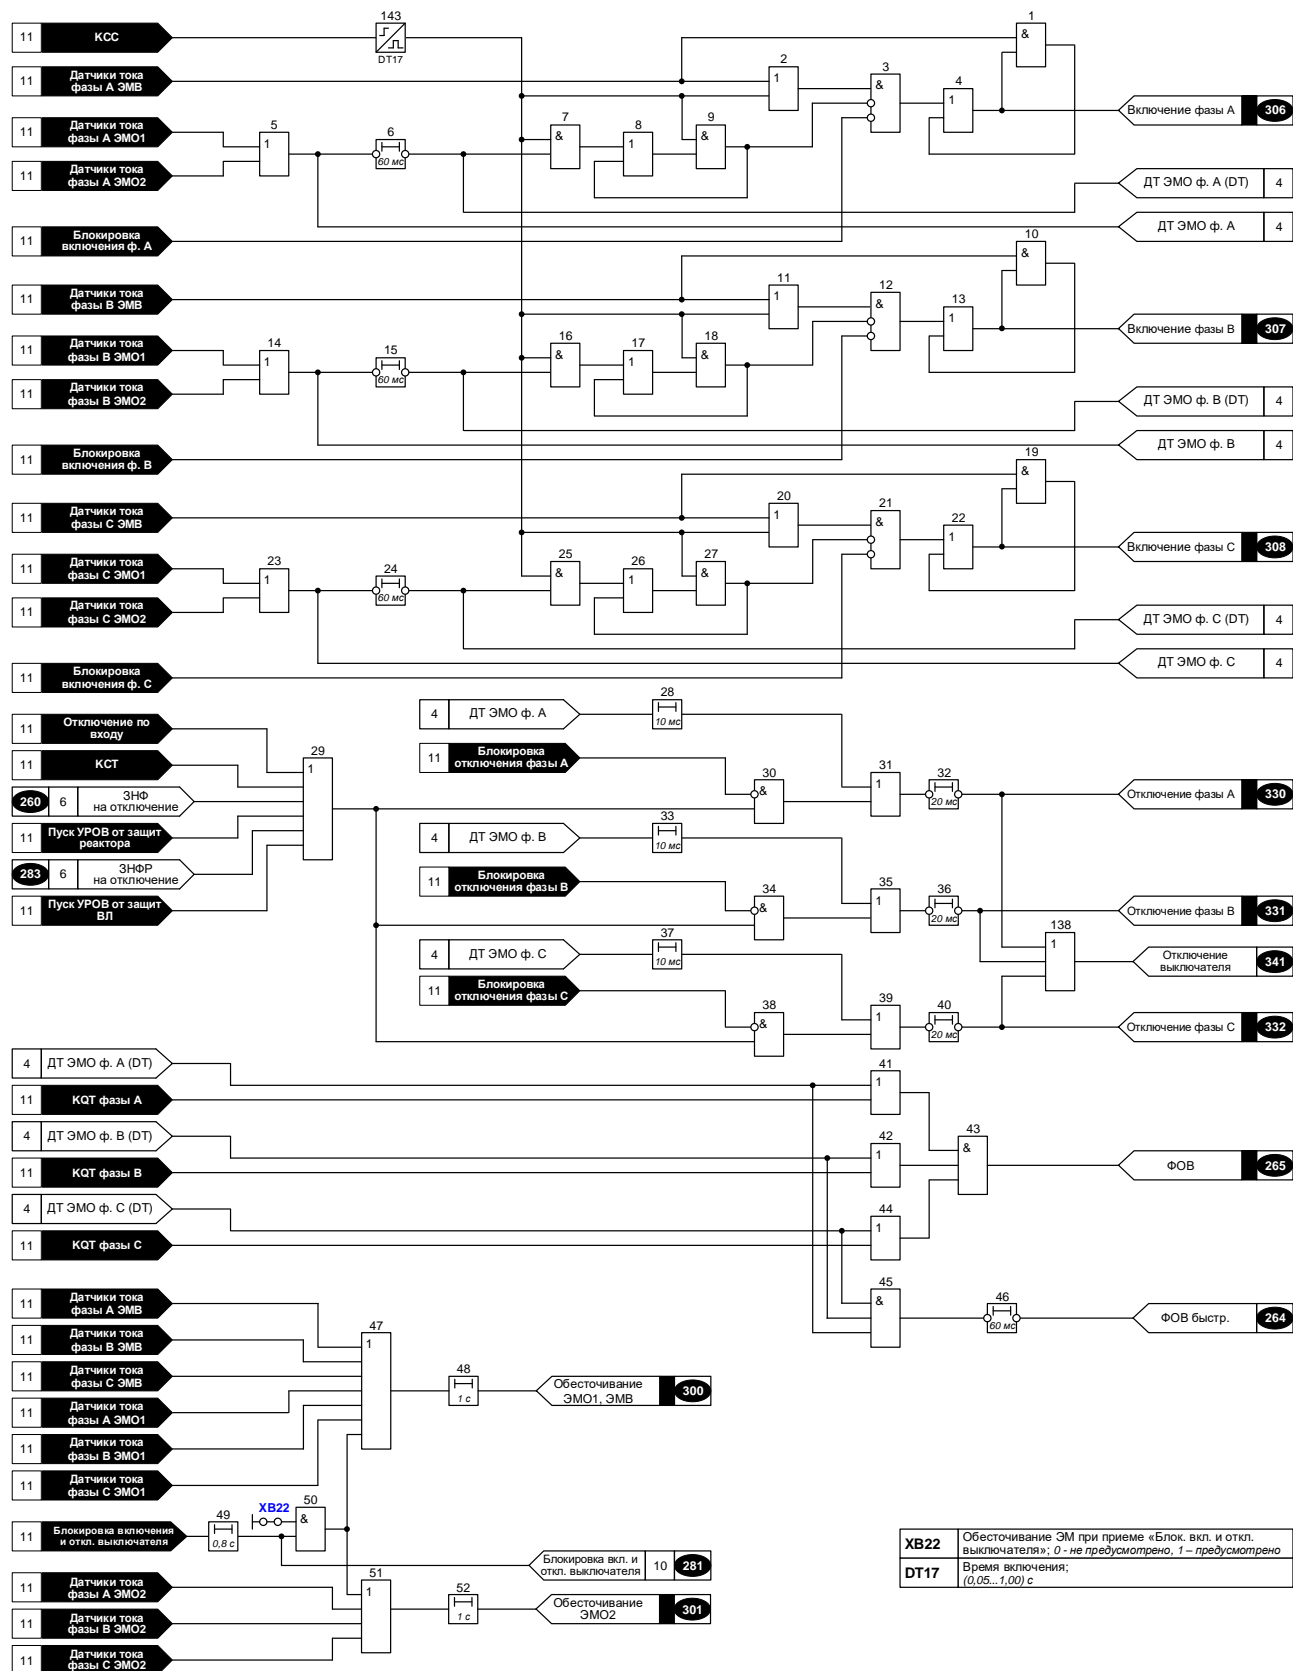 143
11 КСС
DT17
1
&
11 Датчики тока
фазы А ЭМВ
2
1
3
&
4
1
Включение фазы А 306
11 Датчики тока
фазы А ЭМО1
5
1
6
60 мс
7
&
8
1
9
&
11 Датчики тока
фазы А ЭМО2
ДТ ЭМО ф. А (DT) 4
ДТ ЭМО ф. А 4
11 Блокировка
включения ф. А
10
&
11 Датчики тока
фазы В ЭМВ
11
1
12
&
13
1
Включение фазы В 307
11 Датчики тока
фазы В ЭМО1
14
1
15
60 мс
16
&
17
1
18
&
11 Датчики тока
фазы В ЭМО2
ДТ ЭМО ф. В (DT) 4
ДТ ЭМО ф. В 4
11 Блокировка
включения ф. В
19
&
11 Датчики тока
фазы С ЭМВ
20
1
21
&
22
1
Включение фазы С 308
11 Датчики тока
фазы С ЭМО1
23
1
24
60 мс
25
&
26
1
27
&
11 Датчики тока
фазы С ЭМО2
ДТ ЭМО ф. С (DT) 4
ДТ ЭМО ф. С 4
11 Блокировка
включения ф. С
11 Отключение по
входу
11 КСТ
260 6 ЗНФ
на отключение
11 Пуск УРОВ от защит
реактора
283 6 ЗНФР
на отключение
11 Пуск УРОВ от защит
ВЛ
29
1
4 ДТ ЭМО ф. А
28
10 мс
11 Блокировка
отключения фазы А
30
&
31
1
32
20 мс
Отключение фазы А 330
4 ДТ ЭМО ф. В
33
10 мс
11 Блокировка
отключения фазы В
34
&
35
1
36
20 мс
Отключение фазы В 331
138
1
Отключение
выключателя 341
4 ДТ ЭМО ф. С
37
10 мс
11 Блокировка
отключения фазы С
38
&
39
1
40
20 мс
Отключение фазы С 332
4 ДТ ЭМО ф. А (DT)
11 KQT фазы А
41
1
4 ДТ ЭМО ф. В (DT)
11 KQT фазы В
42
1
43
&
ФОВ 265
4 ДТ ЭМО ф. С (DT)
11 KQT фазы С
44
1
45
&
46
60 мс
ФОВ быстр. 264
11 Датчики тока
фазы А ЭМВ
11 Датчики тока
фазы В ЭМВ
11 Датчики тока
фазы С ЭМВ
11 Датчики тока
фазы А ЭМО1
11 Датчики тока
фазы В ЭМО1
11 Датчики тока
фазы С ЭМО1
47
1
48
1 с
Обесточивание
ЭМО1, ЭМВ 300
11 Блокировка включения
и откл. выключателя
49
0,8 с
XB22
50
&
Блокировка вкл. и
откл. выключателя 10 281
11 Датчики тока
фазы А ЭМО2
11 Датчики тока
фазы В ЭМО2
11 Датчики тока
фазы С ЭМО2
51
1
52
1 с
Обесточивание
ЭМО2 301
XB22 Обесточивание ЭМ при приеме «Блок. вкл. и откл.
выключателя»; 0 - не предусмотрено, 1 – предусмотрено
DT17 Время включения;
(0,05...1,00) с